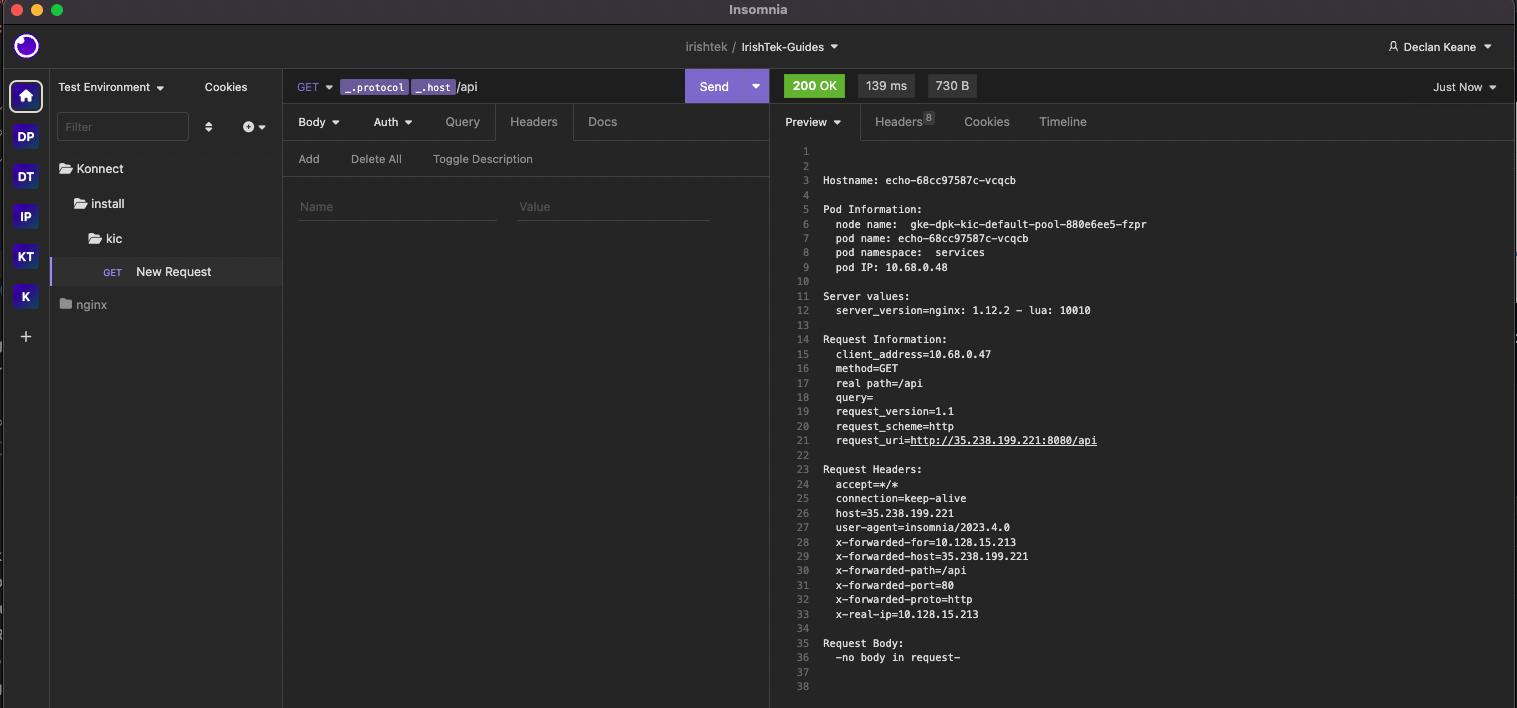 Insomnia
irishtek / IrishTek-Guides
Declan Keane
Test Environment
Cookies
GET _.protocol _.host /api
Send
200 OK
139 ms
730 B
Just Now
DP
DT
IP
KT
K
+
Filter
Konnect
install
kic
GET New Request
nginx
Body
Auth
Query
Headers
Docs
Add
Delete All
Toggle Description
Name
Value
Preview
Headers 8
Cookies
Timeline
1
2
3 Hostname: echo-68cc97587c-vcqcb
4
5 Pod Information:
6 node name:  gke-dpk-kic-default-pool-880e6ee5-fzpr
7 pod name: echo-68cc97587c-vcqcb
8 pod namespace:  services
9 pod IP: 10.68.0.48
10
11 Server values:
12 server_version=nginx: 1.12.2 - lua: 10010
13
14 Request Information:
15 client_address=10.68.0.47
16 method=GET
17 real path=/api
18 query=
19 request_version=1.1
20 request_scheme=http
21 request_uri=http://35.238.199.221:8080/api
22
23 Request Headers:
24 accept=*/*
25 connection=keep-alive
26 host=35.238.199.221
27 user-agent=insomnia/2023.4.0
28 x-forwarded-for=10.128.15.213
29 x-forwarded-host=35.238.199.221
30 x-forwarded-path=/api
31 x-forwarded-port=80
32 x-forwarded-proto=http
33 x-real-ip=10.128.15.213
34
35 Request Body:
36 -no body in request-
37
38